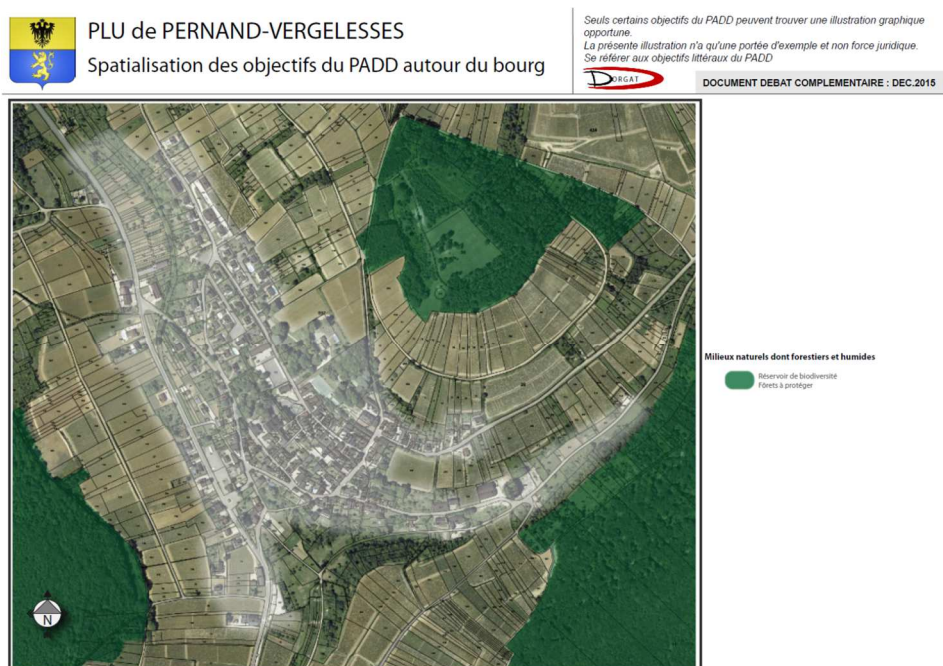 PLU de PERNAND-VERGELESSES
Spatialisation des objectifs du PADD autour du bourg
Seuls certains objectifs du PADD peuvent trouver une illustration graphique
opportune.
La présente illustration n'a qu'une portée d'exemple et non force juridique.
Se référer aux objectifs littéraux du PADD
DORGAT
DOCUMENT DEBAT COMPLEMENTAIRE : DEC.2015
Milieux naturels dont forestiers et humides
Réservoir de biodiversité
Fôrets à protéger
N